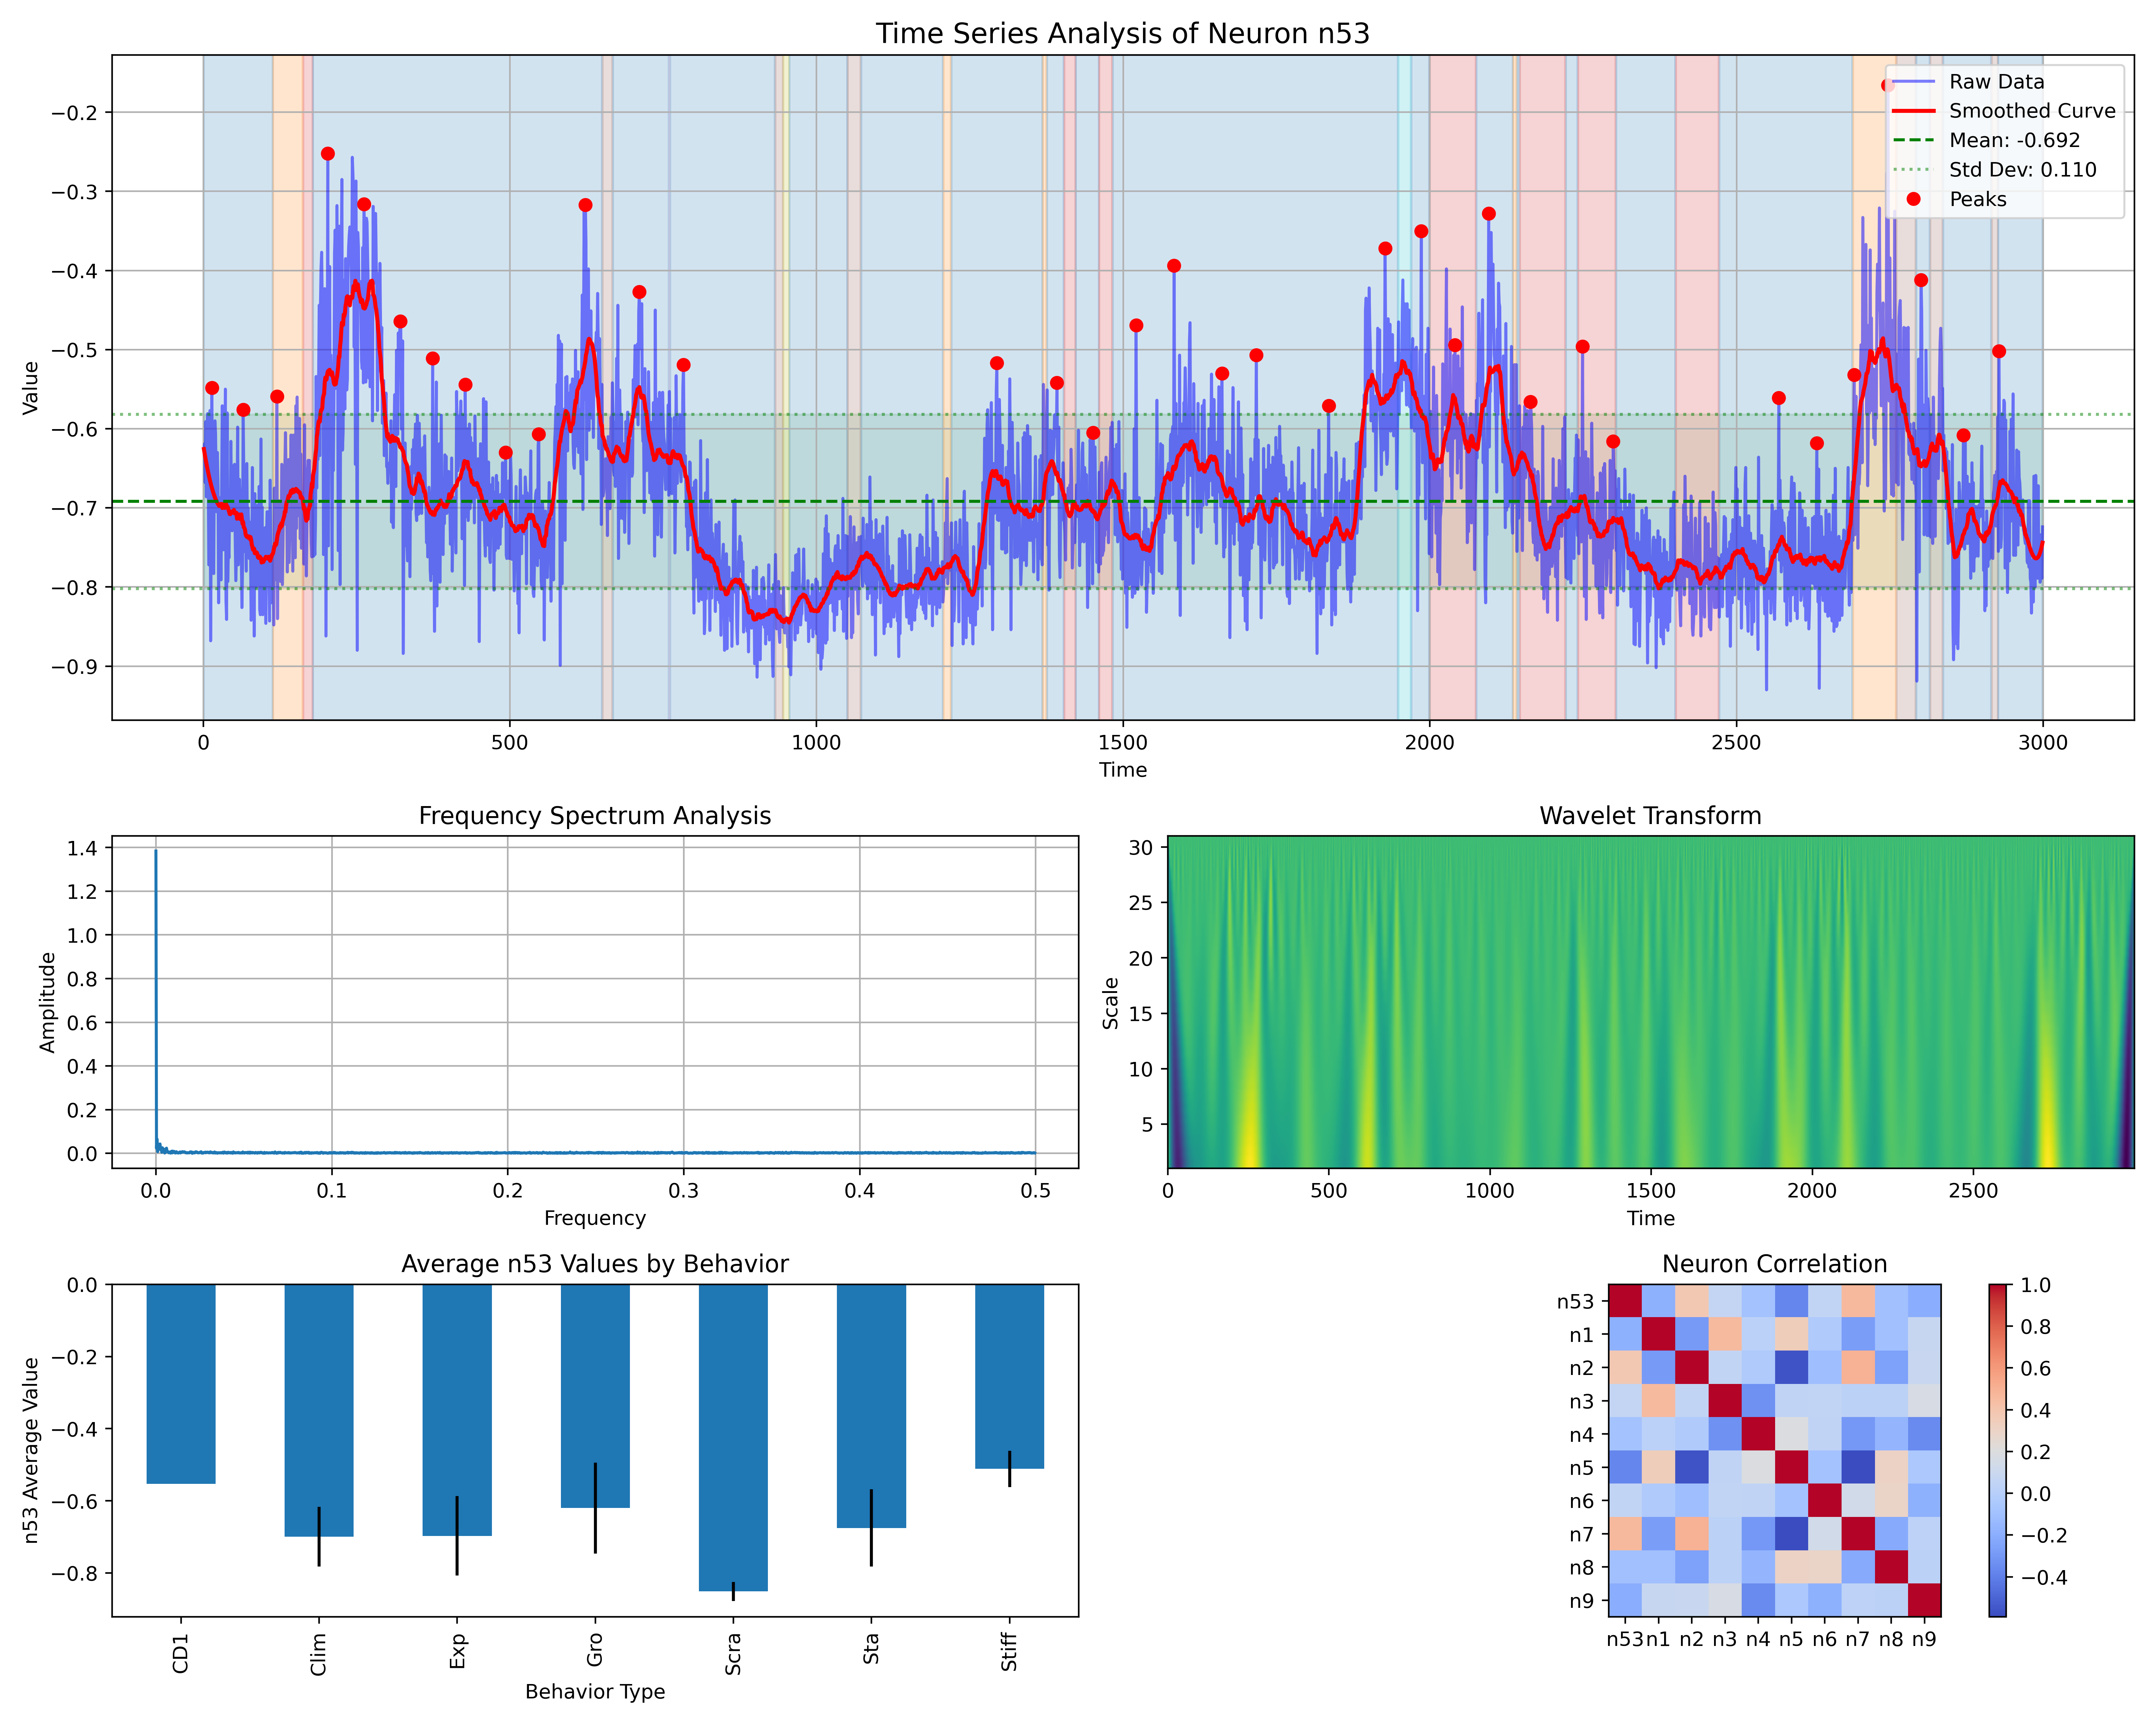 Time Series Analysis of Neuron n53
Value
−0.2
−0.3
−0.4
−0.5
−0.6
−0.7
−0.8
−0.9
Raw Data
Smoothed Curve
Mean: -0.692
Std Dev: 0.110
Peaks
0 500 1000 1500 2000 2500 3000
Time
Frequency Spectrum Analysis
Amplitude
1.4
1.2
1.0
0.8
0.6
0.4
0.2
0.0
0.0 0.1 0.2 0.3 0.4 0.5
Frequency
Wavelet Transform
Scale
30
25
20
15
10
5
0 500 1000 1500 2000 2500
Time
Average n53 Values by Behavior
n53 Average Value
0.0
−0.2
−0.4
−0.6
−0.8
CD1 Clim Exp Gro Scra Sta Stiff
Behavior Type
Neuron Correlation
n53
n1
n2
n3
n4
n5
n6
n7
n8
n9
n53 n1 n2 n3 n4 n5 n6 n7 n8 n9
1.0
0.8
0.6
0.4
0.2
0.0
−0.2
−0.4